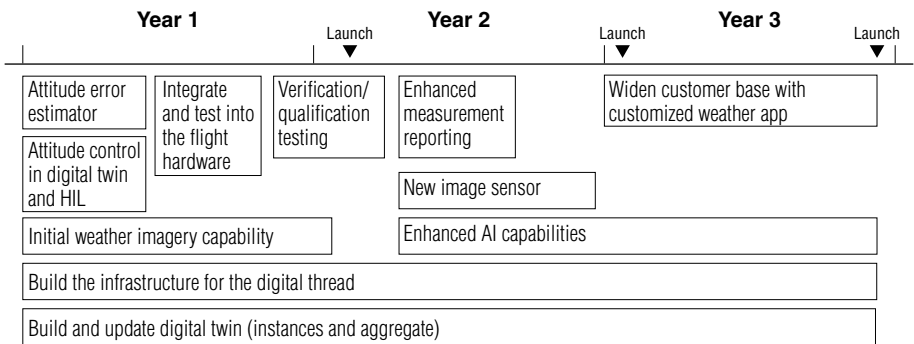 Year 1
Year 2
Year 3
Launch
Launch
Launch
Attitude error
estimator
Integrate
and test into
the flight
hardware
Verification/
qualification
testing
Enhanced
measurement
reporting
Widen customer base with
customized weather app
Attitude control
in digital twin
and HIL
New image sensor
Initial weather imagery capability
Enhanced AI capabilities
Build the infrastructure for the digital thread
Build and update digital twin (instances and aggregate)